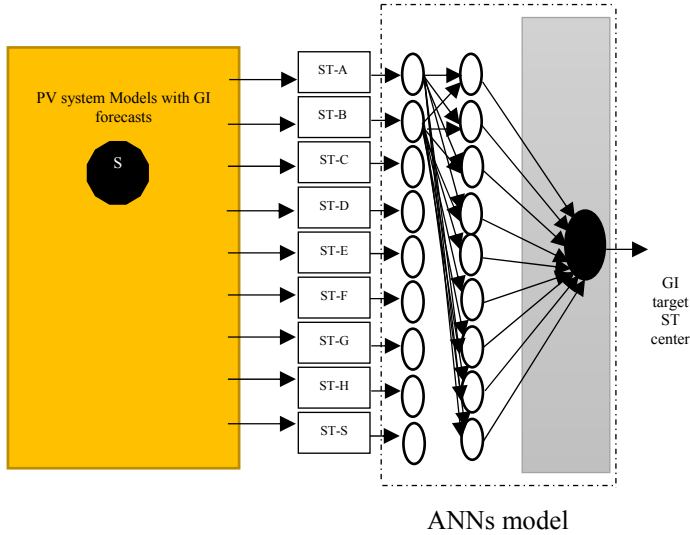 PV system Models with GI
forecasts
S
ST-A
ST-B
ST-C
ST-D
ST-E
ST-F
ST-G
ST-H
ST-S
GI
target
ST
center
ANNs model